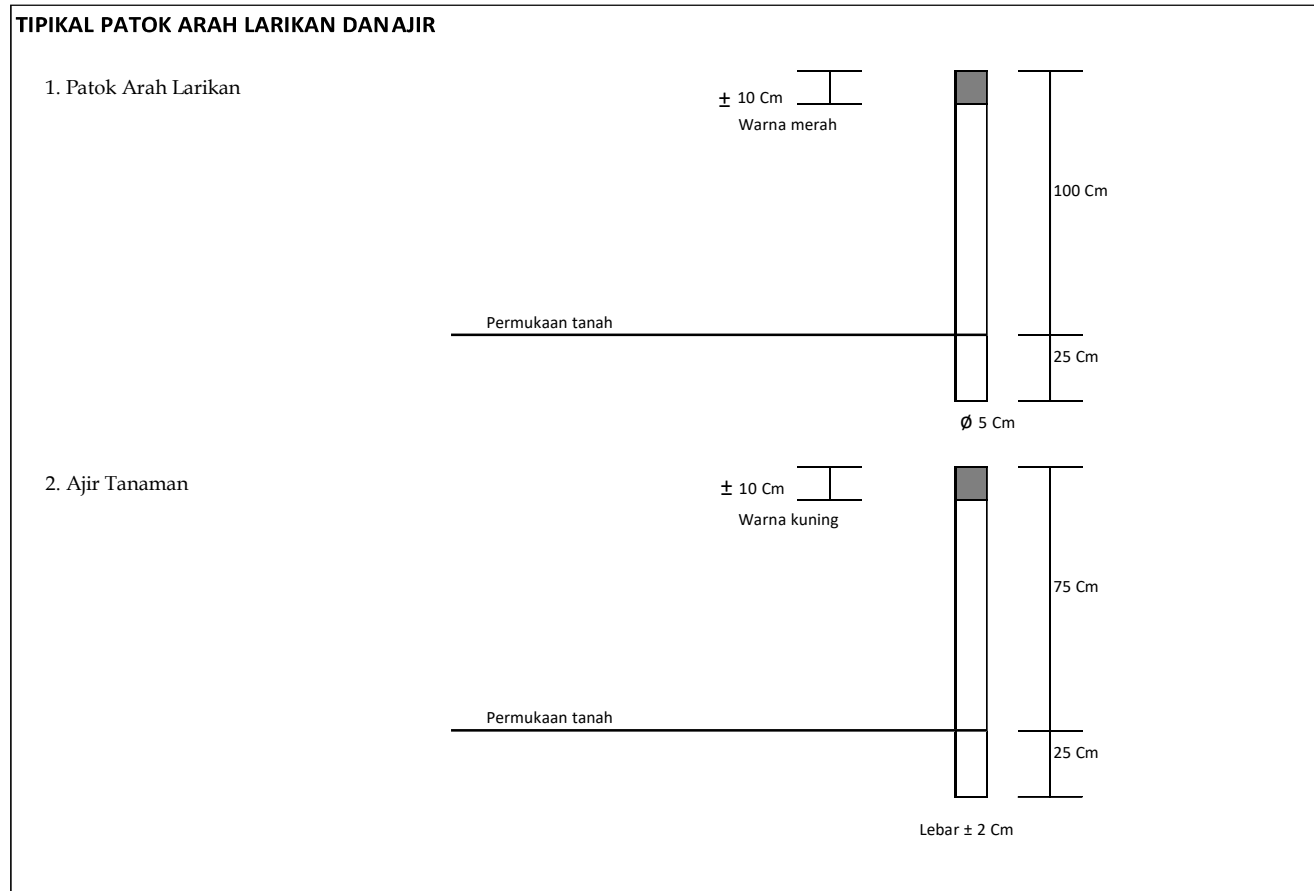 TIPIKAL PATOK ARAH LARIKAN DAN AJIR
1. Patok Arah Larikan
± 10 Cm
Warna merah
100 Cm
Permukaan tanah
25 Cm
Ø 5 Cm
2. Ajir Tanaman
± 10 Cm
Warna kuning
75 Cm
Permukaan tanah
25 Cm
Lebar ± 2 Cm